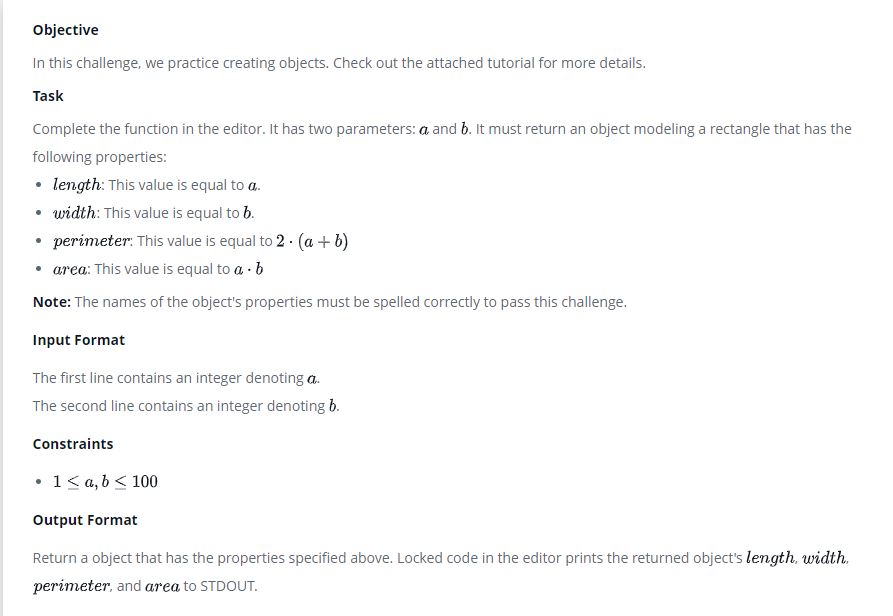 Objective
In this challenge, we practice creating objects. Check out the attached tutorial for more details.
Task
Complete the function in the editor. It has two parameters: a and b. It must return an object modeling a rectangle that has the
following properties:
• length: This value is equal to a.
• width: This value is equal to b.
• perimeter: This value is equal to 2 · (a + b)
• area: This value is equal to a · b
Note: The names of the object's properties must be spelled correctly to pass this challenge.
Input Format
The first line contains an integer denoting a.
The second line contains an integer denoting b.
Constraints
• 1 ≤ a, b ≤ 100
Output Format
Return a object that has the properties specified above. Locked code in the editor prints the returned object's length, width,
perimeter, and area to STDOUT.